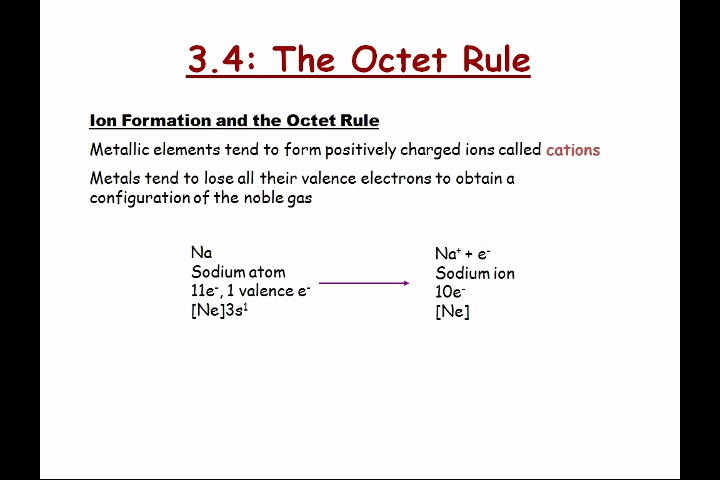 3.4: The Octet Rule
Ion Formation and the Octet Rule
Metallic elements tend to form positively charged ions called cations
Metals tend to lose all their valence electrons to obtain a
configuration of the noble gas
Na
Sodium atom
11e⁻, 1 valence e⁻
[Ne]3s¹
Na⁺ + e⁻
Sodium ion
10e⁻
[Ne]